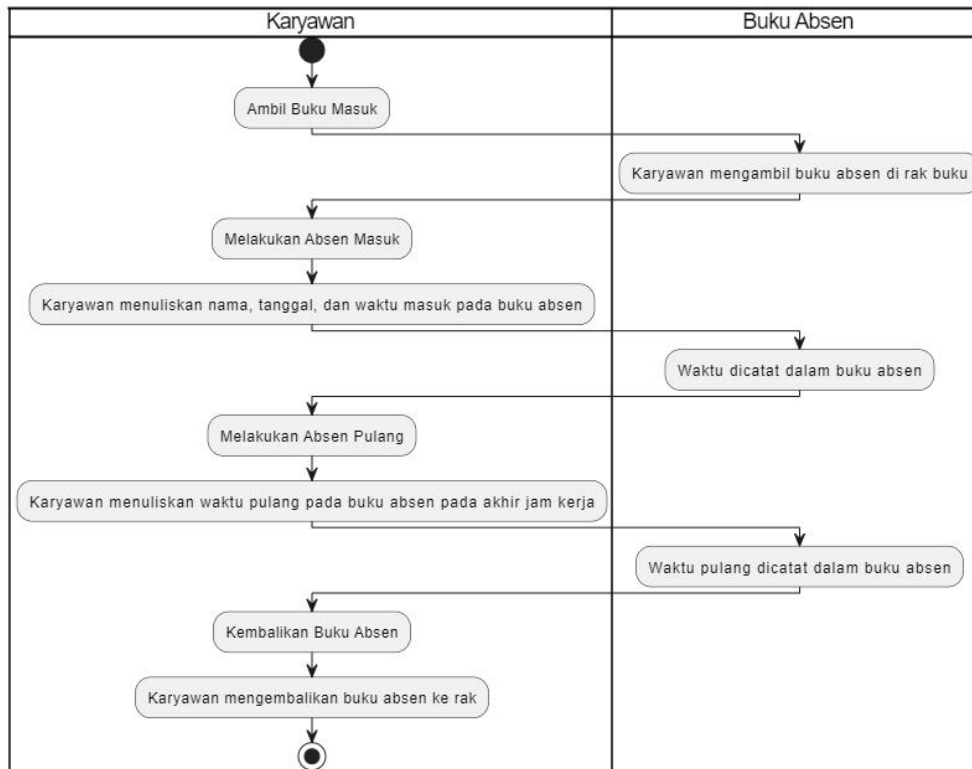 Karyawan
Buku Absen
Ambil Buku Masuk
Karyawan mengambil buku absen di rak buku
Melakukan Absen Masuk
Karyawan menuliskan nama, tanggal, dan waktu masuk pada buku absen
Waktu dicatat dalam buku absen
Melakukan Absen Pulang
Karyawan menuliskan waktu pulang pada buku absen pada akhir jam kerja
Waktu pulang dicatat dalam buku absen
Kembalikan Buku Absen
Karyawan mengembalikan buku absen ke rak